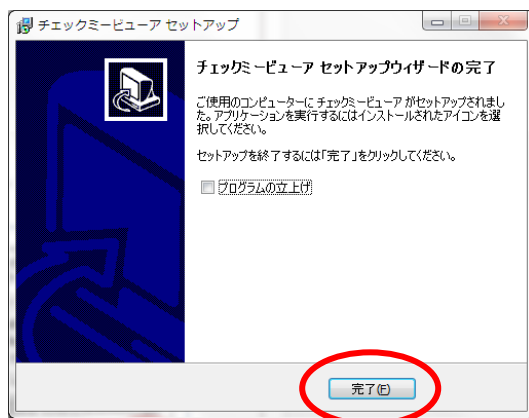 チェックミービューア セットアップ
チェックミービューア セットアップウィザードの完了
ご使用のコンピューターに チェックミービューア がセットアップされまし
た。アプリケーションを実行するにはインストールされたアイコンを選
択してください。
セットアップを終了するには「完了」をクリックしてください。
プログラムの立上げ
完了(F)